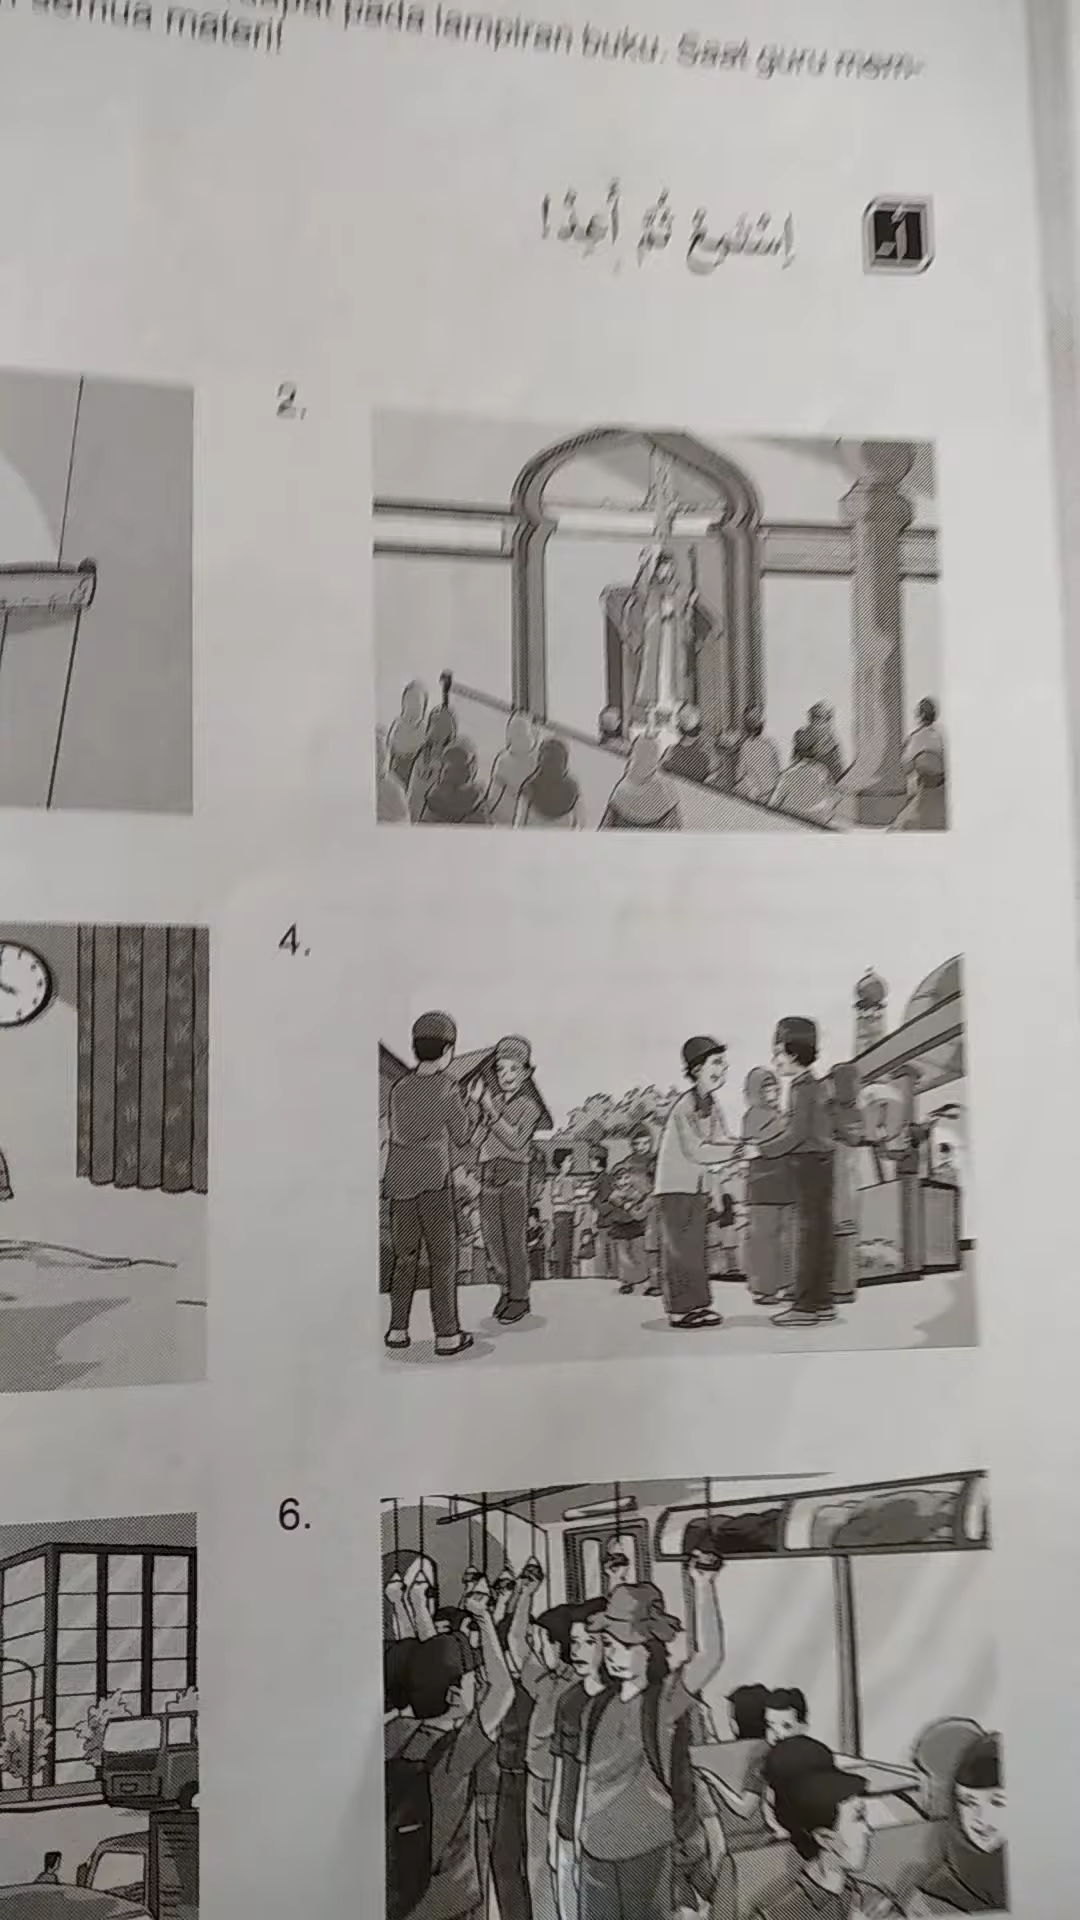 pada lampiran buku. Saat guru mem-
semua materi!
إِسْتَمِعْ ثُمَّ أَعِدْ!
أ
2.
4.
6.